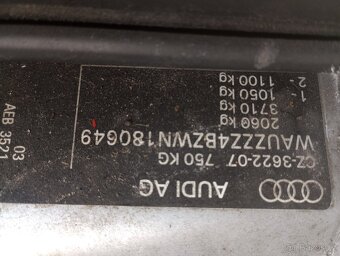 AUDI AG
CZ-3622-07 750 KG
WAUZZZ4BZWN180649
2060 kg
3710 kg
1- 1050 kg
2- 1100 kg
03
AEB 3521